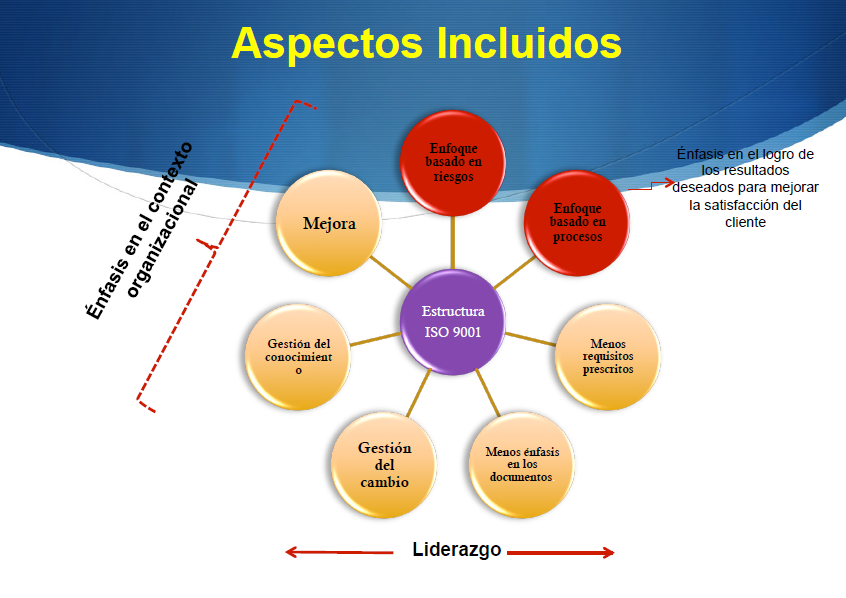 Aspectos Incluidos
Énfasis en el contexto
organizacional
Enfoque
basado en
riesgos
Enfoque
basado en
procesos
Énfasis en el logro de
los resultados
deseados para mejorar
la satisfacción del
cliente
Mejora
Estructura
ISO 9001
Gestión del
conocimient
o
Menos
requisitos
prescritos
Gestión
del
cambio
Menos énfasis
en los
documentos.
Liderazgo